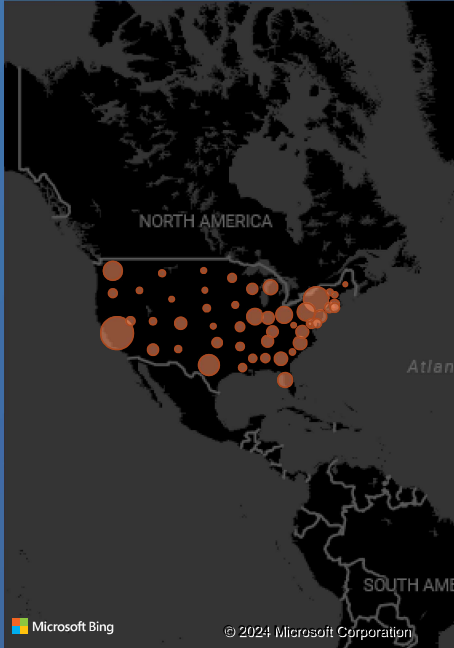 NORTH AMERICA
Atlan
SOUTH AME
Microsoft Bing
© 2024 Microsoft Corporation